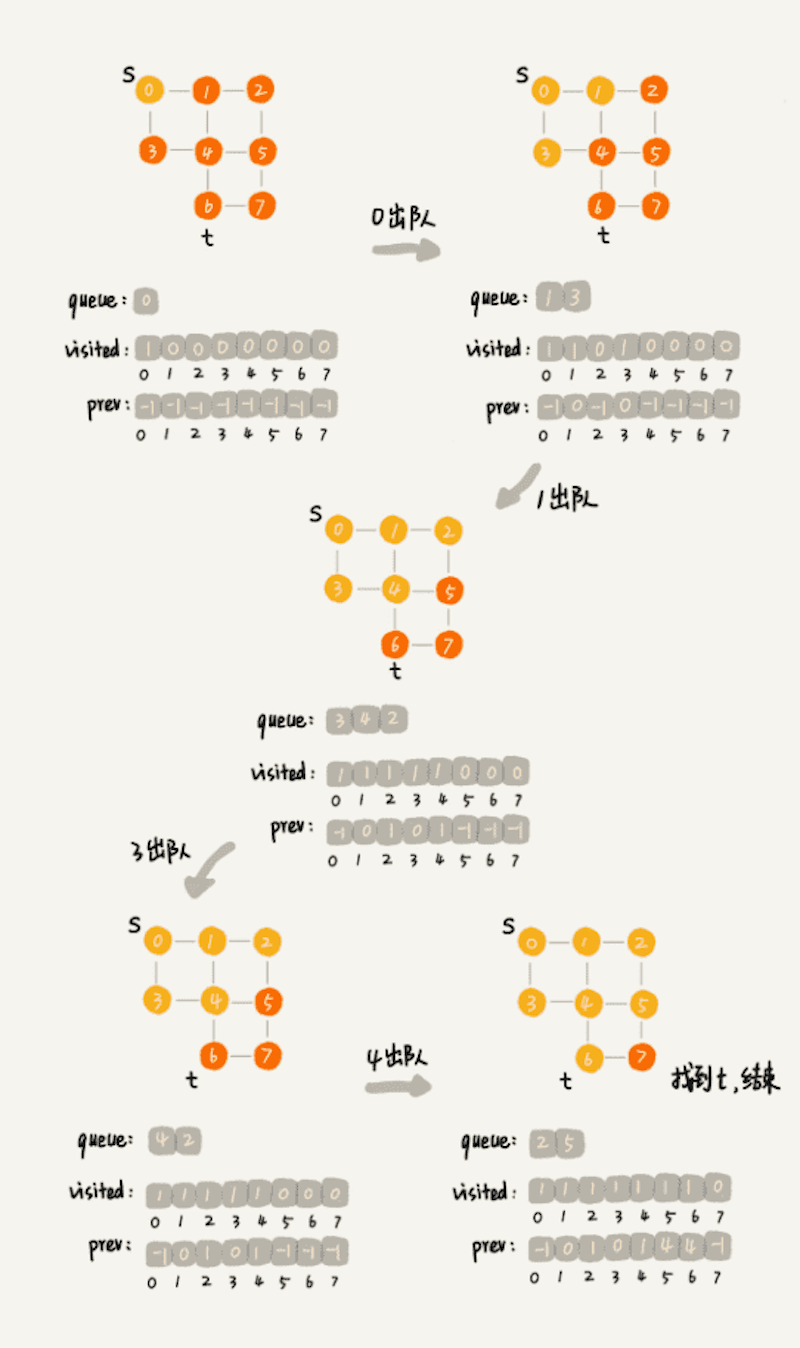 S 0 1 2
3 4 5
6 7
t
queue: 0
visited: 1 0 0 0 0 0 0 0
0 1 2 3 4 5 6 7
prev: -1 -1 -1 -1 -1 -1 -1 -1
0 1 2 3 4 5 6 7
0出队
S 0 1 2
3 4 5
6 7
t
queue: 1 3
visited: 1 1 0 1 0 0 0 0
0 1 2 3 4 5 6 7
prev: -1 0 -1 0 -1 -1 -1 -1
0 1 2 3 4 5 6 7
1出队
S 0 1 2
3 4 5
6 7
t
queue: 3 4 2
visited: 1 1 1 1 1 0 0 0
0 1 2 3 4 5 6 7
prev: -1 0 1 0 1 -1 -1 -1
0 1 2 3 4 5 6 7
3出队
S 0 1 2
3 4 5
6 7
t
queue: 4 2
visited: 1 1 1 1 1 0 0 0
0 1 2 3 4 5 6 7
prev: -1 0 1 0 1 -1 -1 -1
0 1 2 3 4 5 6 7
4出队
S 0 1 2
3 4 5
6 7
t
找到t,结束
queue: 2 5
visited: 1 1 1 1 1 1 1 0
0 1 2 3 4 5 6 7
prev: -1 0 1 0 1 4 4 -1
0 1 2 3 4 5 6 7